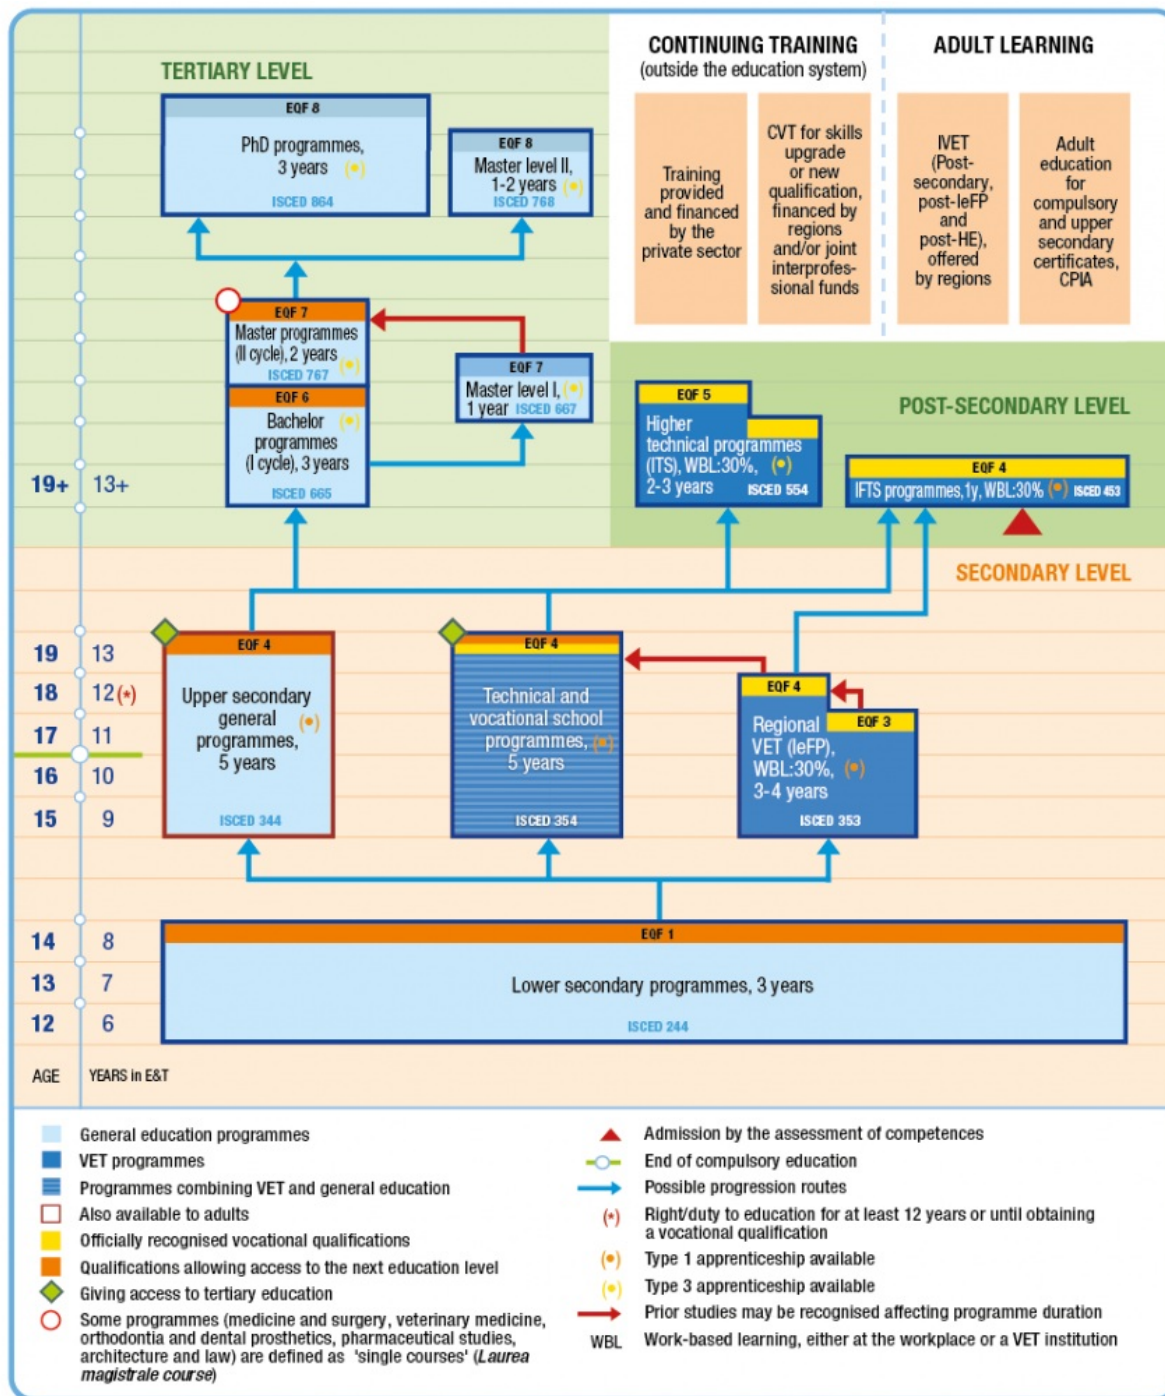 TERTIARY LEVEL
EQF 8
PhD programmes,
3 years (•)
ISCED 864
EQF 8
Master level II,
1-2 years (•)
ISCED 768
EQF 7
Master programmes
(II cycle), 2 years (•)
ISCED 767
EQF 6
Bachelor (•)
programmes
(I cycle), 3 years
ISCED 665
EQF 7
Master level I, (•)
1 year ISCED 667
CONTINUING TRAINING
(outside the education system)
Training
provided
and financed
by the
private sector
CVT for skills
upgrade
or new
qualification,
financed by
regions
and/or joint
interprofes-
sional funds
ADULT LEARNING
IVET
(Post-
secondary,
post-IeFP
and
post-HE),
offered
by regions
Adult
education
for
compulsory
and upper
secondary
certificates,
CPIA
POST-SECONDARY LEVEL
EQF 5
Higher
technical programmes
(ITS), WBL:30%, (•)
2-3 years ISCED 554
EQF 4
IFTS programmes,1y, WBL:30% (•) ISCED 453
19+ 13+
SECONDARY LEVEL
EQF 4
Upper secondary
general (•)
programmes,
5 years
ISCED 344
EQF 4
Technical and
vocational school
programmes, (•)
5 years
ISCED 354
EQF 4
EQF 3
Regional
VET (IeFP),
WBL:30%, (•)
3-4 years
ISCED 353
19 13
18 12(*)
17 11
16 10
15 9
EQF 1
Lower secondary programmes, 3 years
ISCED 244
14 8
13 7
12 6
AGE YEARS in E&T
General education programmes
VET programmes
Programmes combining VET and general education
Also available to adults
Officially recognised vocational qualifications
Qualifications allowing access to the next education level
Giving access to tertiary education
Some programmes (medicine and surgery, veterinary medicine,
orthodontia and dental prosthetics, pharmaceutical studies,
architecture and law) are defined as 'single courses' (Laurea
magistrale course)
Admission by the assessment of competences
End of compulsory education
Possible progression routes
(*) Right/duty to education for at least 12 years or until obtaining
a vocational qualification
(•) Type 1 apprenticeship available
(•) Type 3 apprenticeship available
Prior studies may be recognised affecting programme duration
WBL Work-based learning, either at the workplace or a VET institution